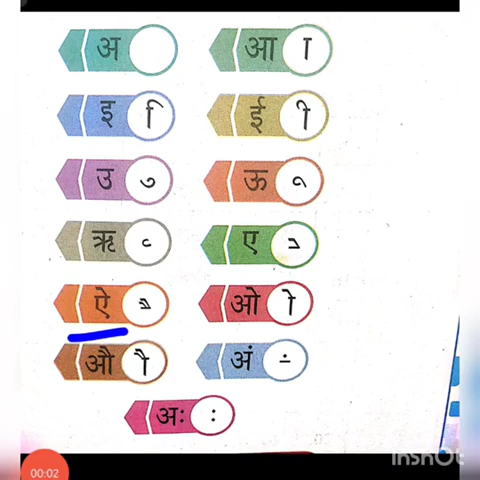 अ आ ा
इ ि ई ी
उ ु ऊ ू
ऋ ृ ए े
ऐ ै ओ ो
औ ौ अं ं
अः ः
00:02
InShOt